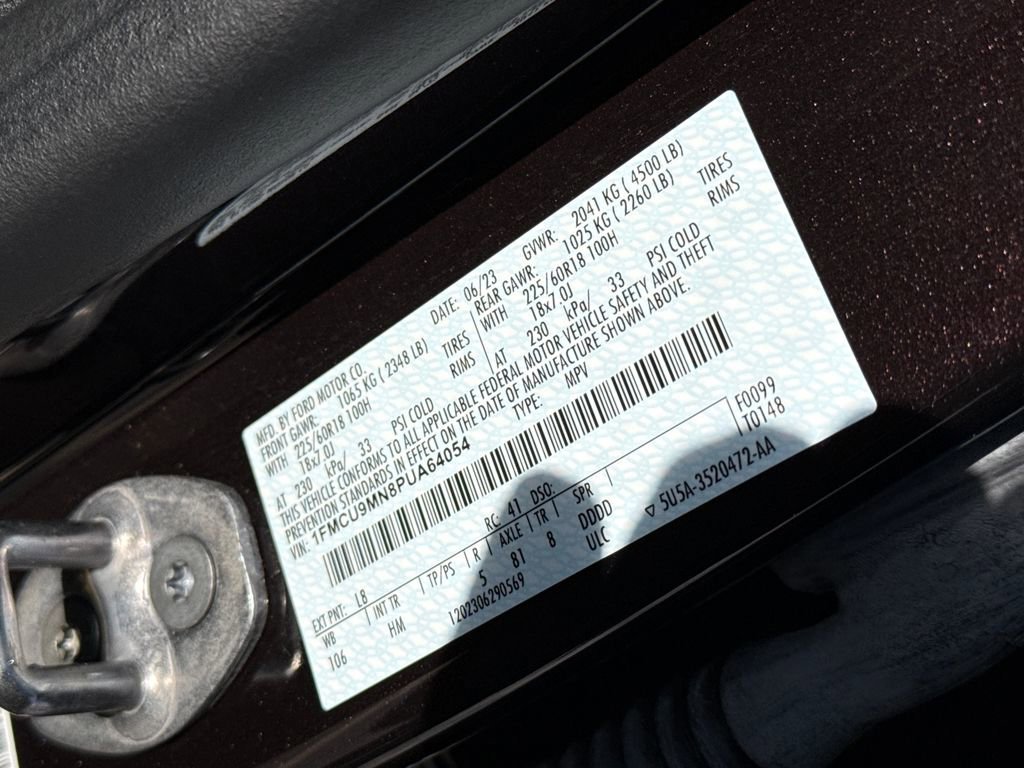 MFD. BY FORD MOTOR CO.
DATE: 06/23 GVWR: 2041 KG ( 4500 LB)
FRONT GAWR: 1065 KG ( 2348 LB) REAR GAWR: 1025 KG ( 2260 LB)
WITH 225/60R18 100H TIRES WITH 225/60R18 100H TIRES
18x7.0J RIMS 18x7.0J RIMS
AT 230 kPa/ 33 PSI COLD AT 230 kPa/ 33 PSI COLD
THIS VEHICLE CONFORMS TO ALL APPLICABLE FEDERAL MOTOR VEHICLE SAFETY AND THEFT
PREVENTION STANDARDS IN EFFECT ON THE DATE OF MANUFACTURE SHOWN ABOVE.
VIN: 1FMCU9MN8PUA64054 TYPE: MPV
F0099
T0148
EXT PNT: L8 RC: 41 DSO:
WB INT TR TP/PS R AXLE TR SPR
106 HM 5 81 8 DDDD
1202306290569 ULC
▽ 5U5A-3520472-AA